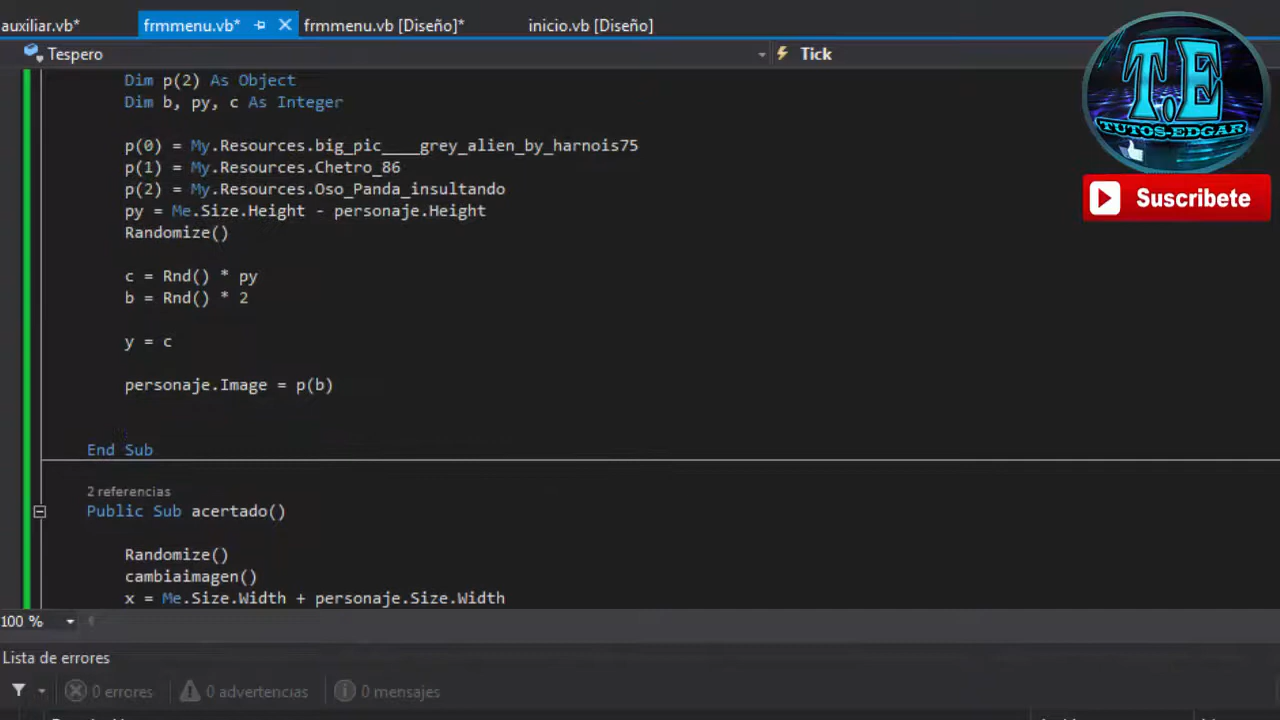 auxiliar.vb* frmmenu.vb* frmmenu.vb [Diseño]* inicio.vb [Diseño]
Tespero Tick
Dim p(2) As Object
Dim b, py, c As Integer
p(0) = My.Resources.big_pic____grey_alien_by_harnois75
p(1) = My.Resources.Chetro_86
p(2) = My.Resources.Oso_Panda_insultando
py = Me.Size.Height - personaje.Height
Randomize()
c = Rnd() * py
b = Rnd() * 2
y = c
personaje.Image = p(b)
End Sub
2 referencias
Public Sub acertado()
Randomize()
cambiaimagen()
x = Me.Size.Width + personaje.Size.Width
100 %
Lista de errores
0 errores 0 advertencias 0 mensajes
T.E
TUTOS-EDGAR
Suscribete